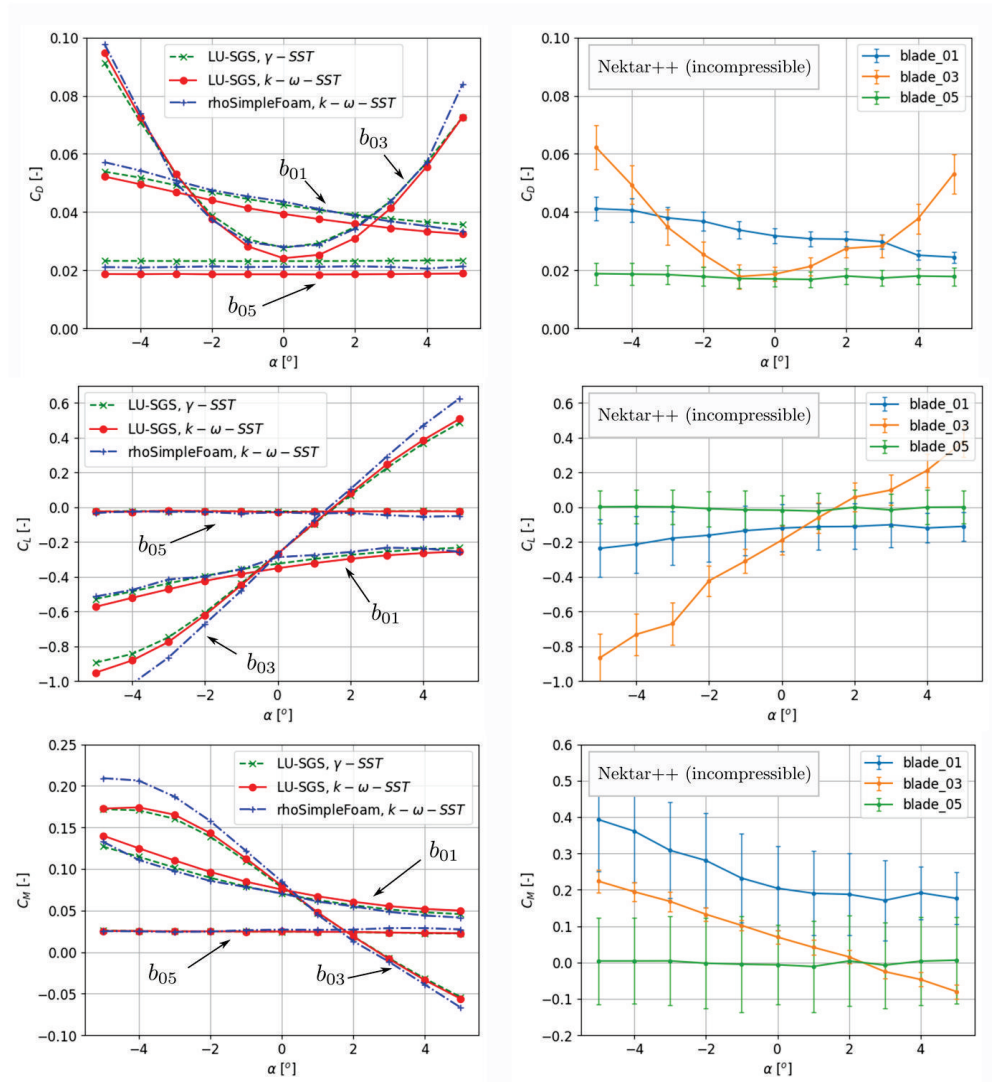 LU-SGS, γ − SST
LU-SGS, k − ω − SST
rhoSimpleFoam, k − ω − SST
b03
b01
b05
0.10
0.08
0.06
0.04
0.02
0.00
C_D [-]
−4
−2
0
2
4
α [°]
Nektar++ (incompressible)
blade_01
blade_03
blade_05
0.10
0.08
0.06
0.04
0.02
0.00
C_D [-]
−4
−2
0
2
4
α [°]
LU-SGS, γ − SST
LU-SGS, k − ω − SST
rhoSimpleFoam, k − ω − SST
b05
b01
b03
0.6
0.4
0.2
0.0
−0.2
−0.4
−0.6
−0.8
−1.0
C_L [-]
−4
−2
0
2
4
α [°]
Nektar++ (incompressible)
blade_01
blade_03
blade_05
0.6
0.4
0.2
0.0
−0.2
−0.4
−0.6
−0.8
−1.0
C_L [-]
−4
−2
0
2
4
α [°]
LU-SGS, γ − SST
LU-SGS, k − ω − SST
rhoSimpleFoam, k − ω − SST
b01
b05
b03
0.25
0.20
0.15
0.10
0.05
0.00
−0.05
−0.10
C_M [-]
−4
−2
0
2
4
α [°]
Nektar++ (incompressible)
blade_01
blade_03
blade_05
0.6
0.5
0.4
0.3
0.2
0.1
0.0
−0.1
−0.2
C_M [-]
−4
−2
0
2
4
α [°]